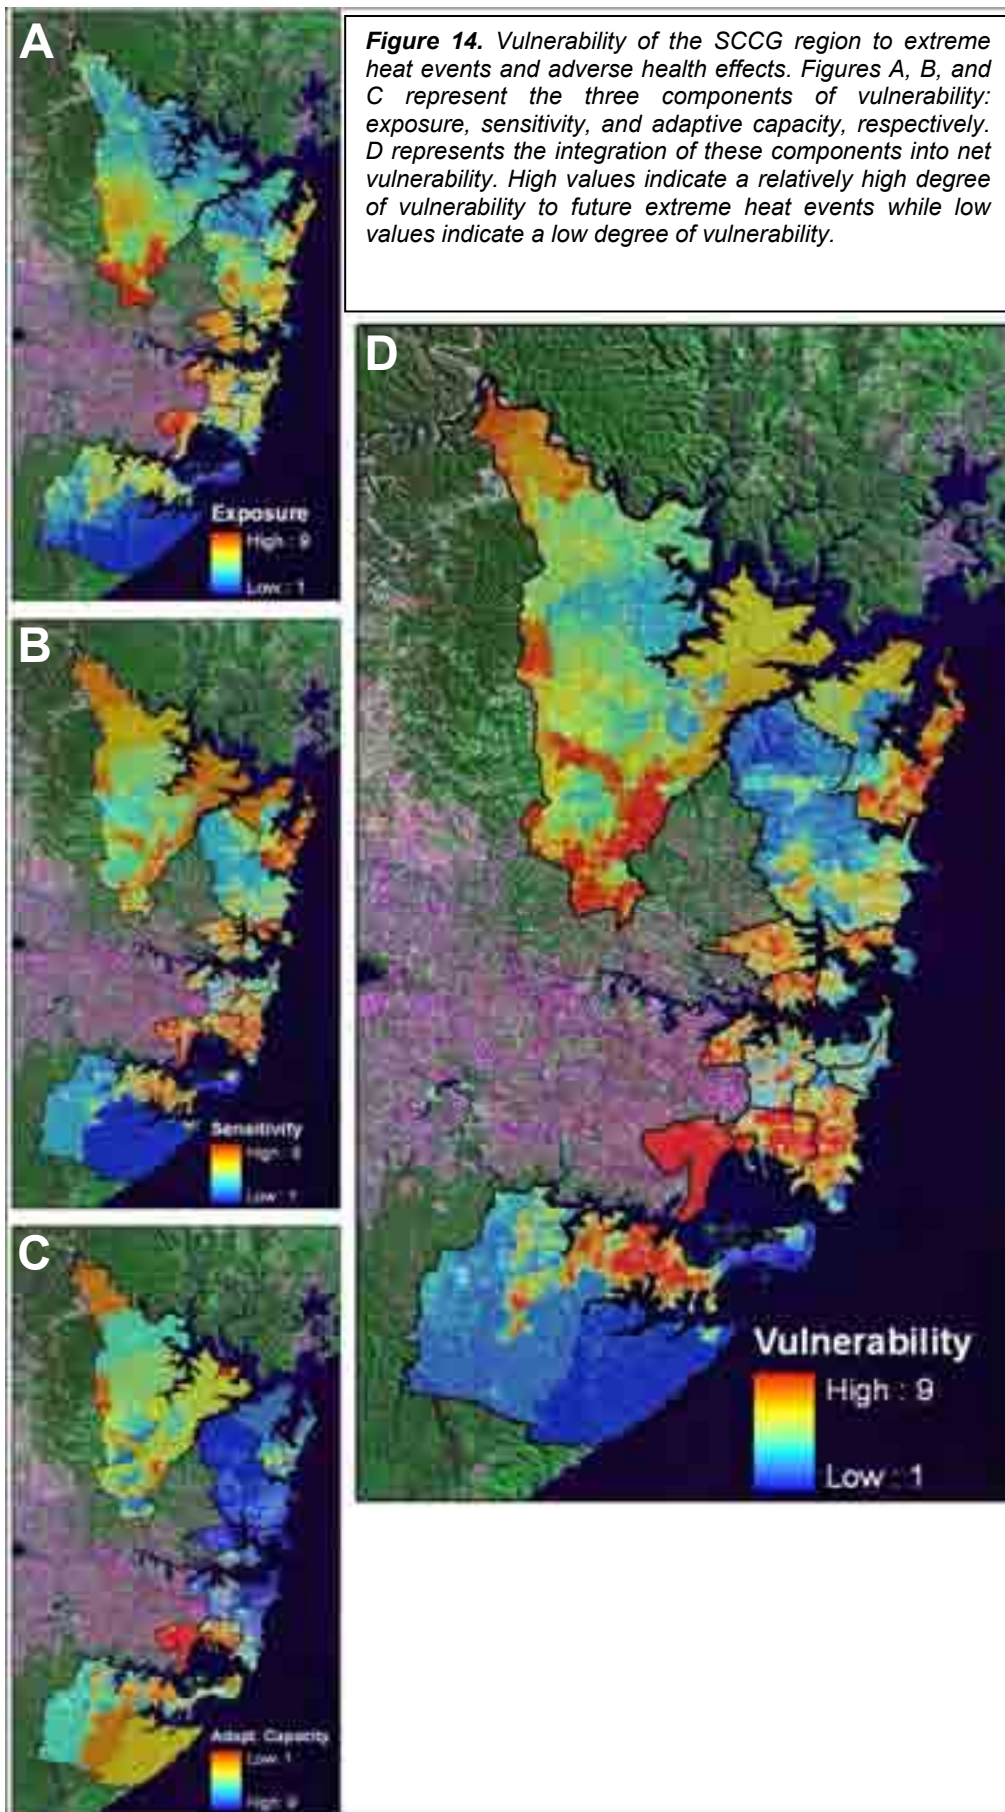 A
Figure 14. Vulnerability of the SCCG region to extreme
heat events and adverse health effects. Figures A, B, and
C represent the three components of vulnerability:
exposure, sensitivity, and adaptive capacity, respectively.
D represents the integration of these components into net
vulnerability. High values indicate a relatively high degree
of vulnerability to future extreme heat events while low
values indicate a low degree of vulnerability.
Exposure
High : 9
Low : 1
B
Sensitivity
High :
Low : 1
C
Adapt. Capacity
Low: 1
High: 9
D
Vulnerability
High : 9
Low : 1